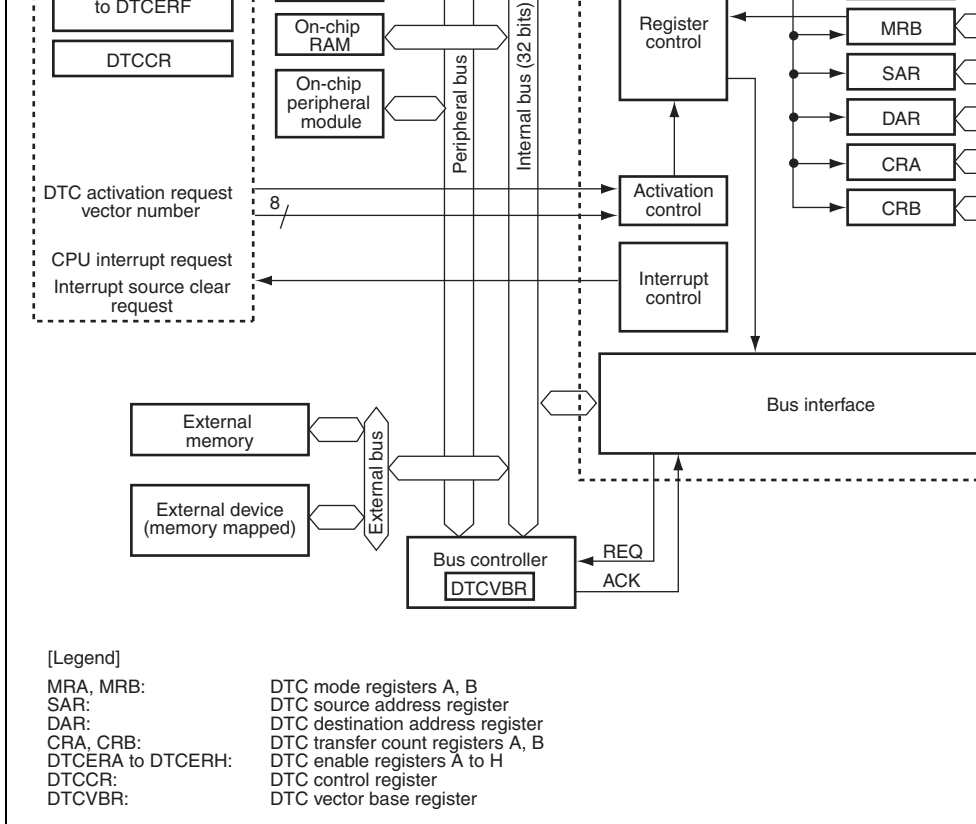 to DTCERF
DTCCR
On-chip
RAM
On-chip
peripheral
module
Peripheral bus
Internal bus (32 bits)
Register
control
MRB
SAR
DAR
CRA
CRB
DTC activation request
vector number
8
Activation
control
CPU interrupt request
Interrupt source clear
request
Interrupt
control
Bus interface
External
memory
External device
(memory mapped)
External bus
Bus controller
DTCVBR
REQ
ACK
[Legend]
MRA, MRB: DTC mode registers A, B
SAR: DTC source address register
DAR: DTC destination address register
CRA, CRB: DTC transfer count registers A, B
DTCERA to DTCERH: DTC enable registers A to H
DTCCR: DTC control register
DTCVBR: DTC vector base register